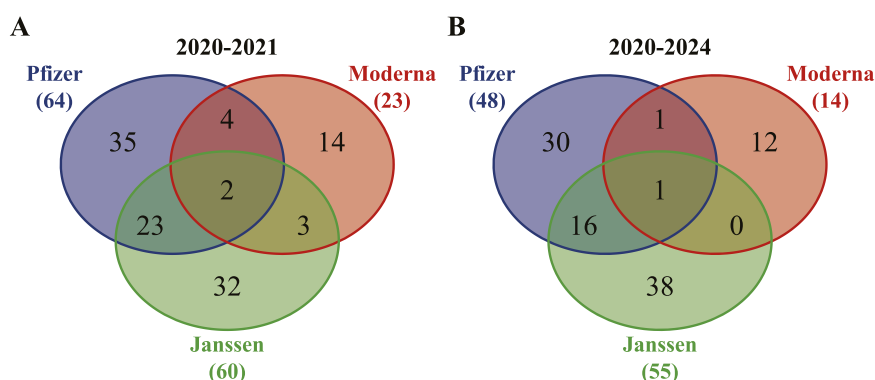 A
2020-2021
Pfizer
(64)
Moderna
(23)
4
35
14
2
23
3
32
Janssen
(60)
B
2020-2024
Pfizer
(48)
Moderna
(14)
1
30
12
1
16
0
38
Janssen
(55)